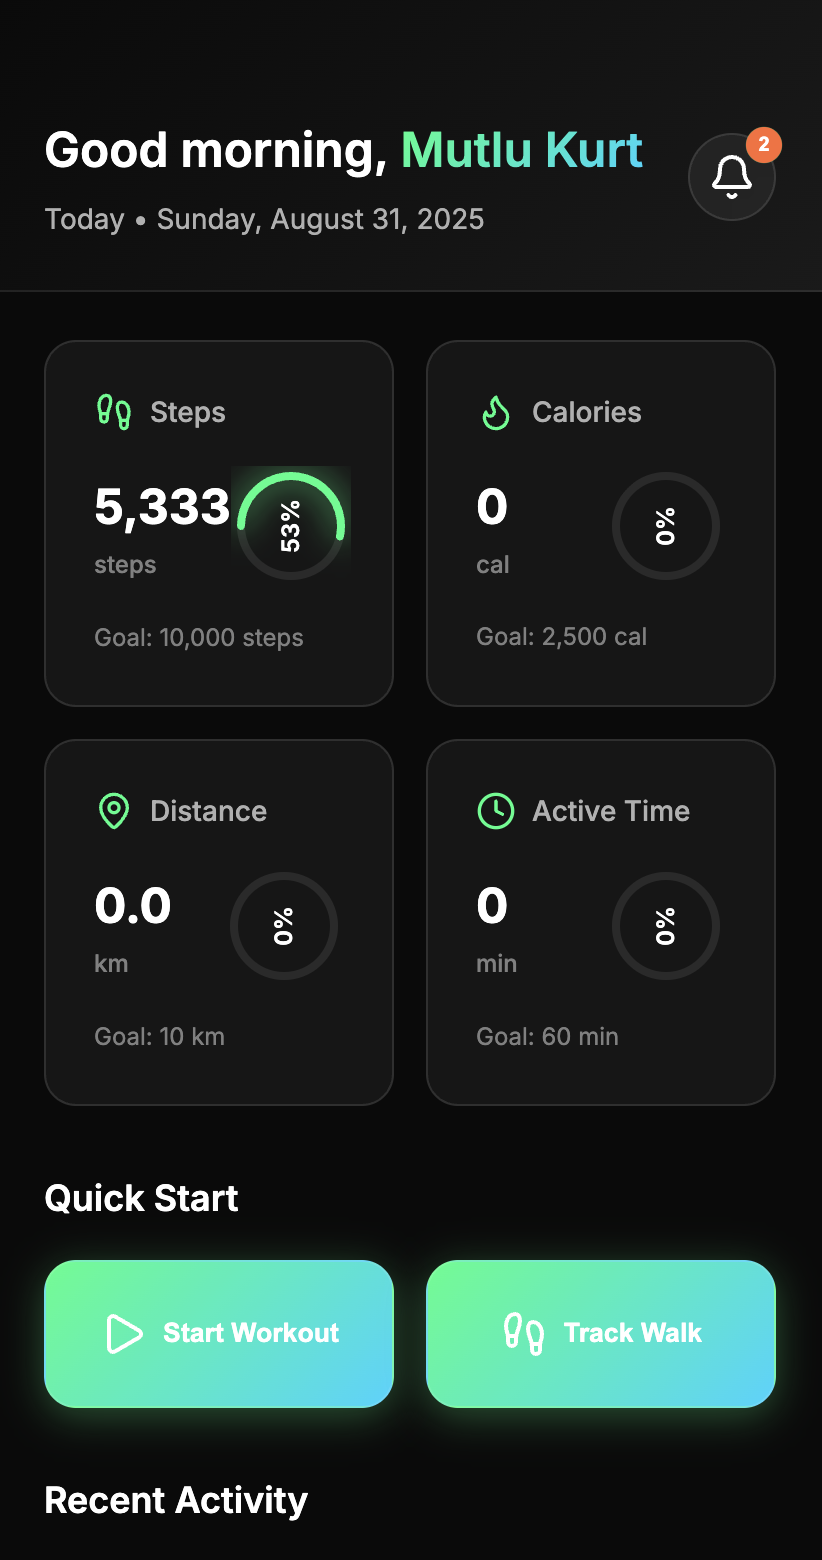 Good morning, Mutlu Kurt
2
Today • Sunday, August 31, 2025
Steps
5,333
53%
steps
Goal: 10,000 steps
Calories
0
0%
cal
Goal: 2,500 cal
Distance
0.0
0%
km
Goal: 10 km
Active Time
0
0%
min
Goal: 60 min
Quick Start
Start Workout
Track Walk
Recent Activity